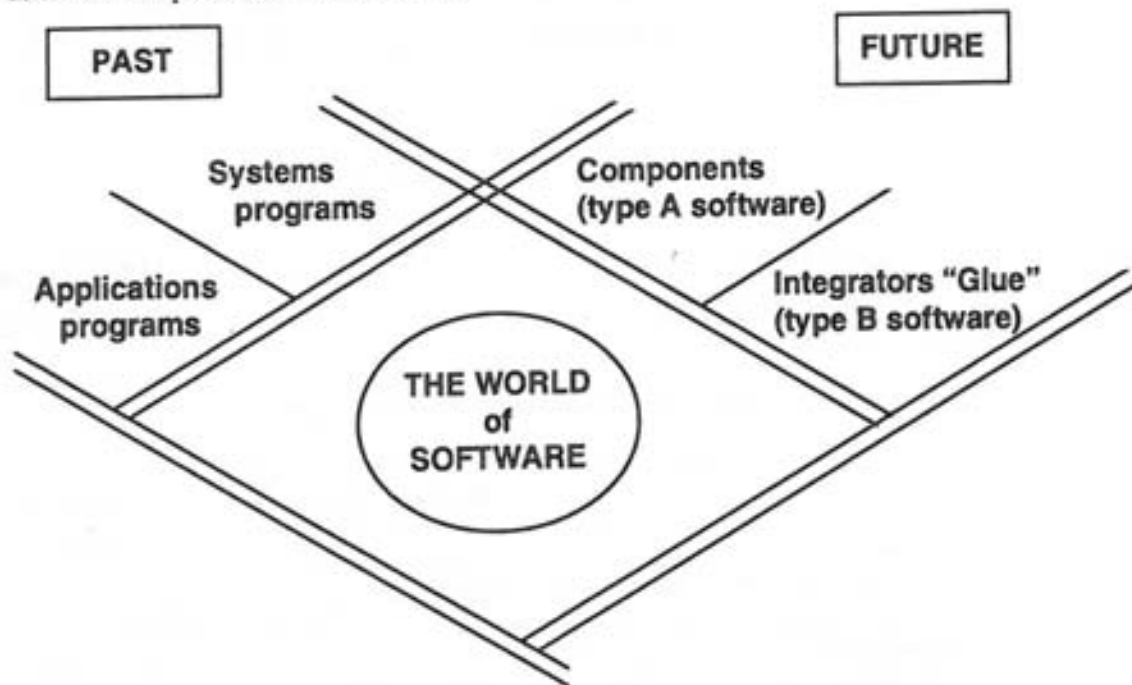 PAST
FUTURE
Systems
programs
Components
(type A software)
Applications
programs
Integrators “Glue”
(type B software)
THE WORLD
of
SOFTWARE